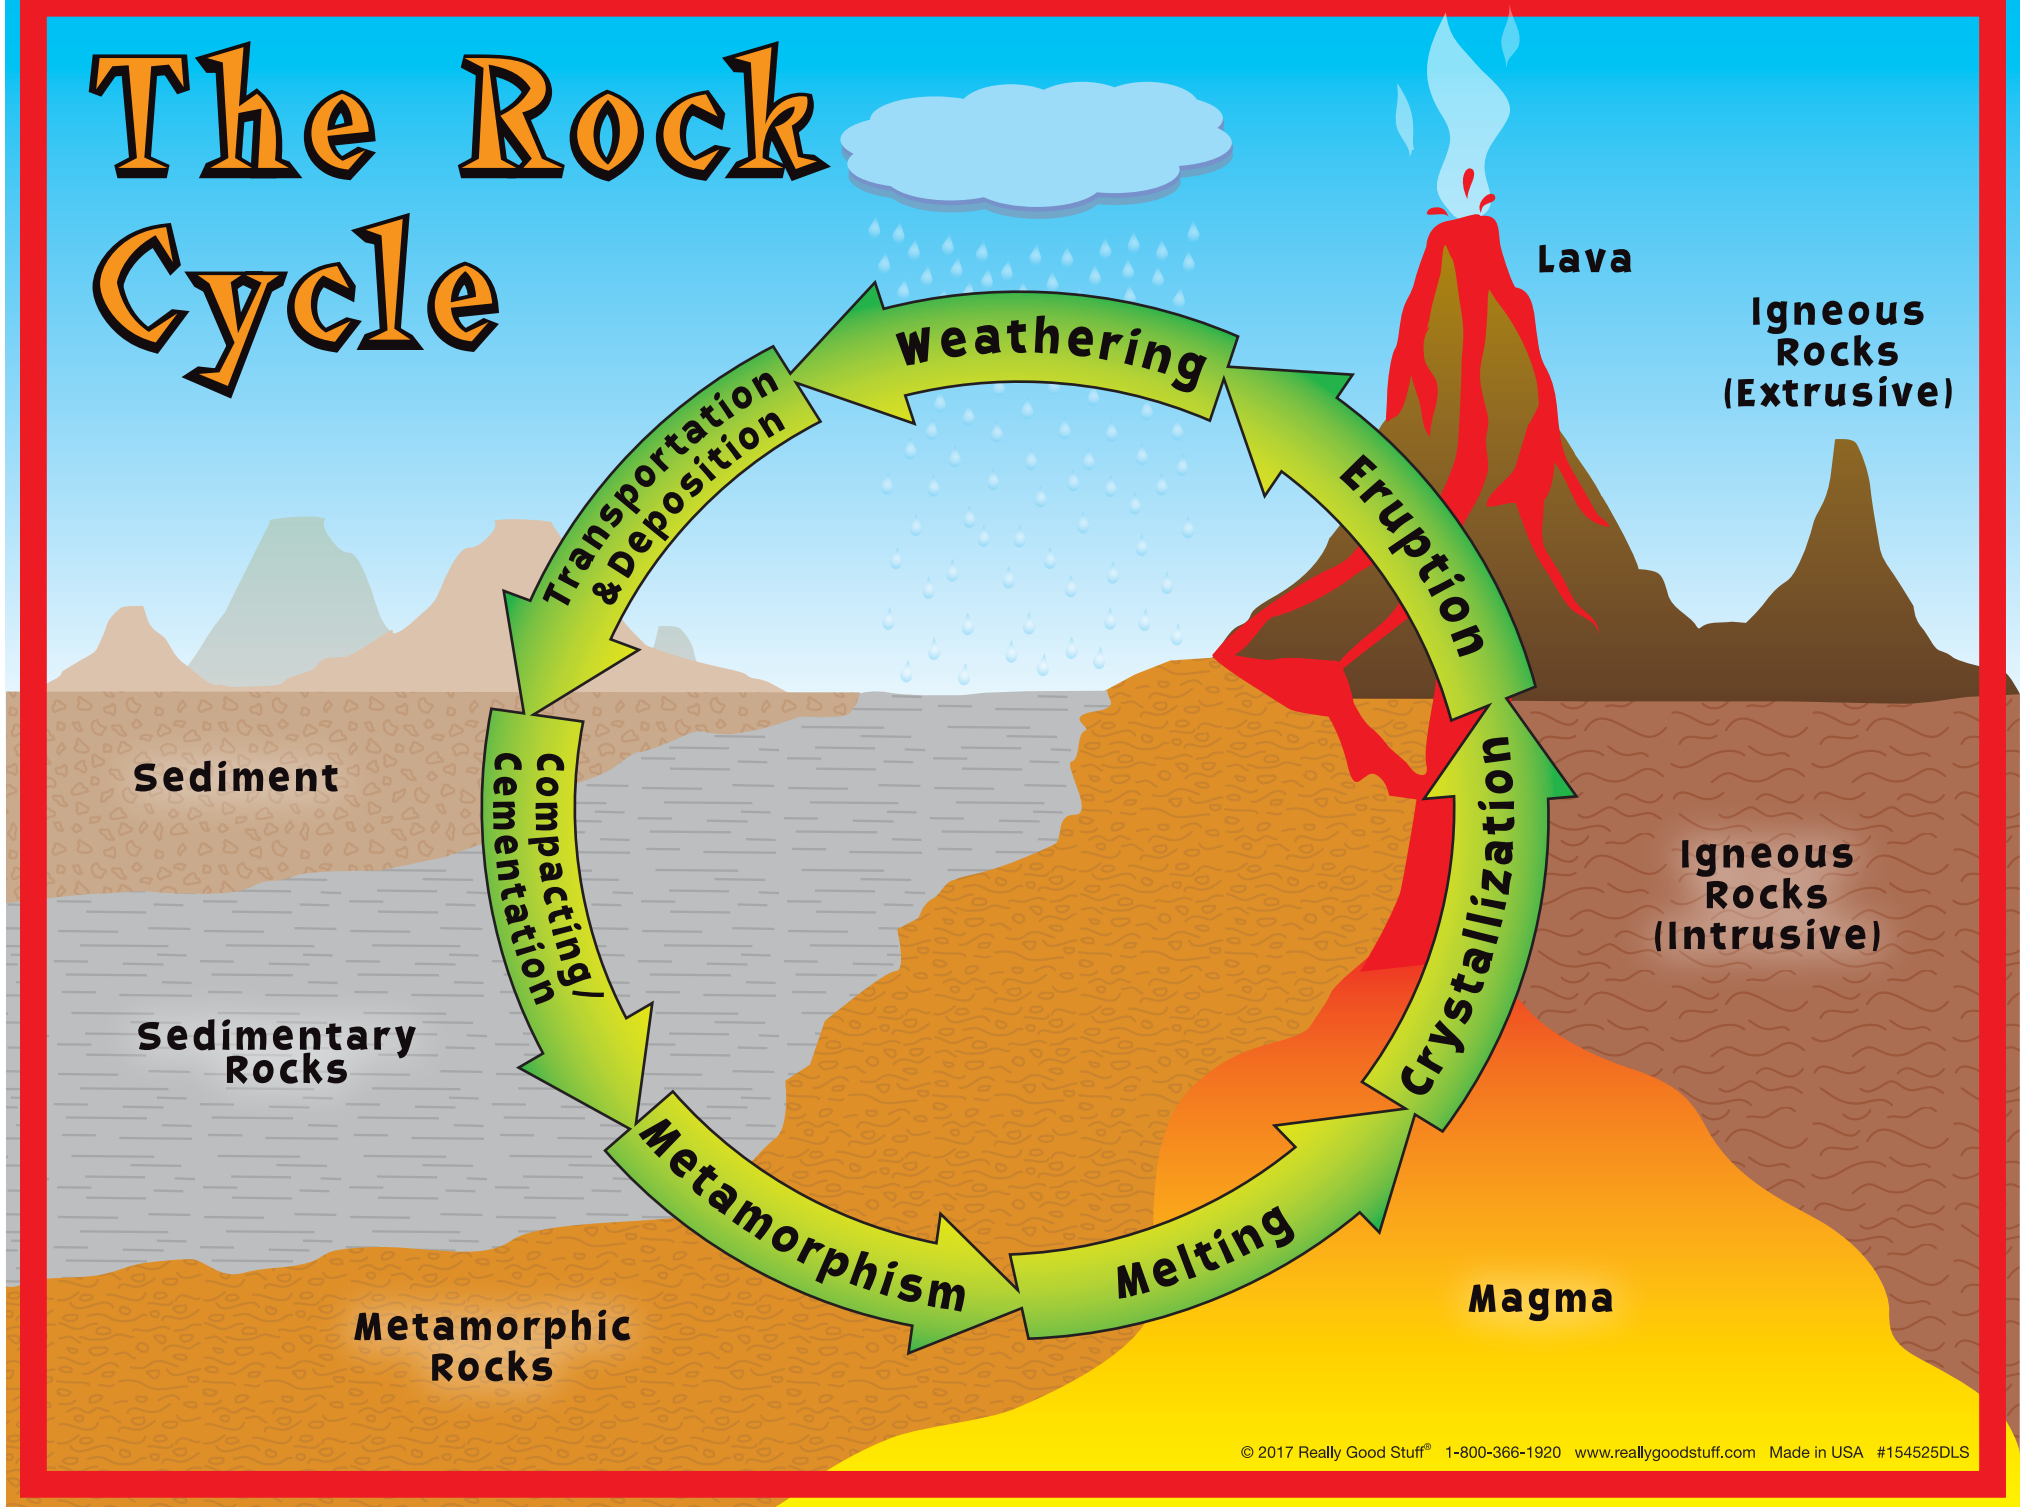 The Rock
Cycle
Lava
Igneous
Rocks
(Extrusive)
Weathering
Transportation
& Deposition
Eruption
Sediment
Compacting/
Cementation
Crystallization
Igneous
Rocks
(Intrusive)
Sedimentary
Rocks
Metamorphism
Melting
Magma
Metamorphic
Rocks
© 2017 Really Good Stuff® 1-800-366-1920 www.reallygoodstuff.com Made in USA #154525DLS